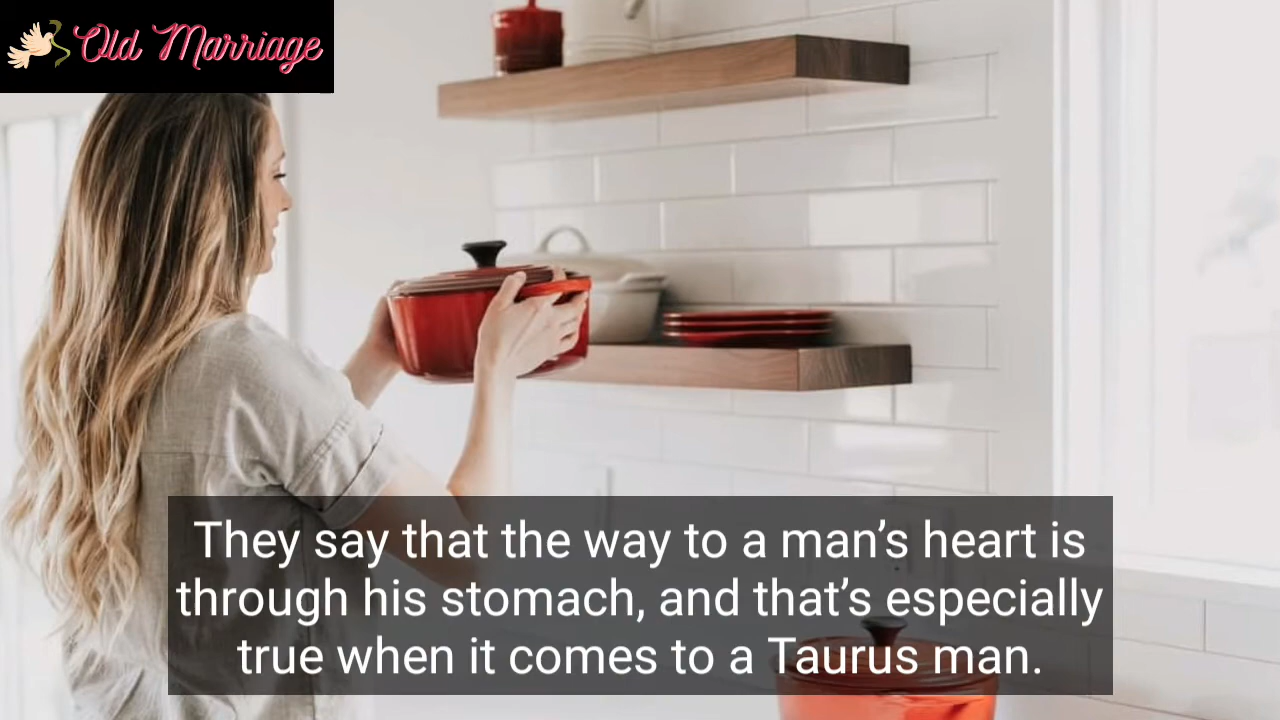 Old Marriage
They say that the way to a man’s heart is
through his stomach, and that’s especially
true when it comes to a Taurus man.